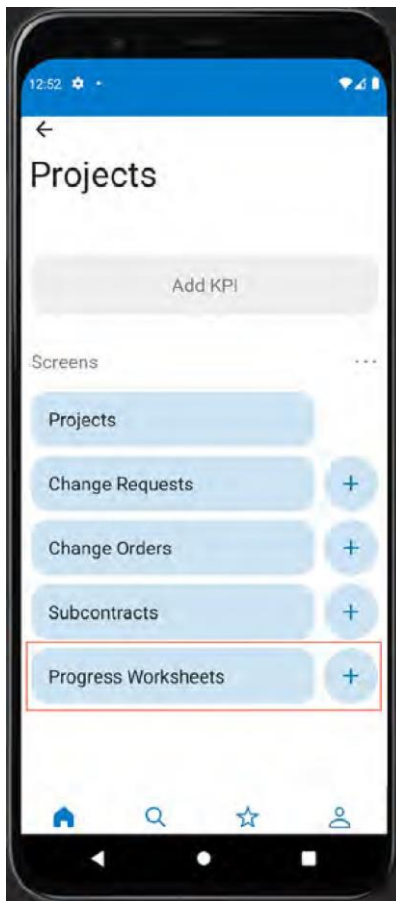 12:52
Projects
Add KPI
Screens
Projects
Change Requests
+
Change Orders
+
Subcontracts
+
Progress Worksheets
+